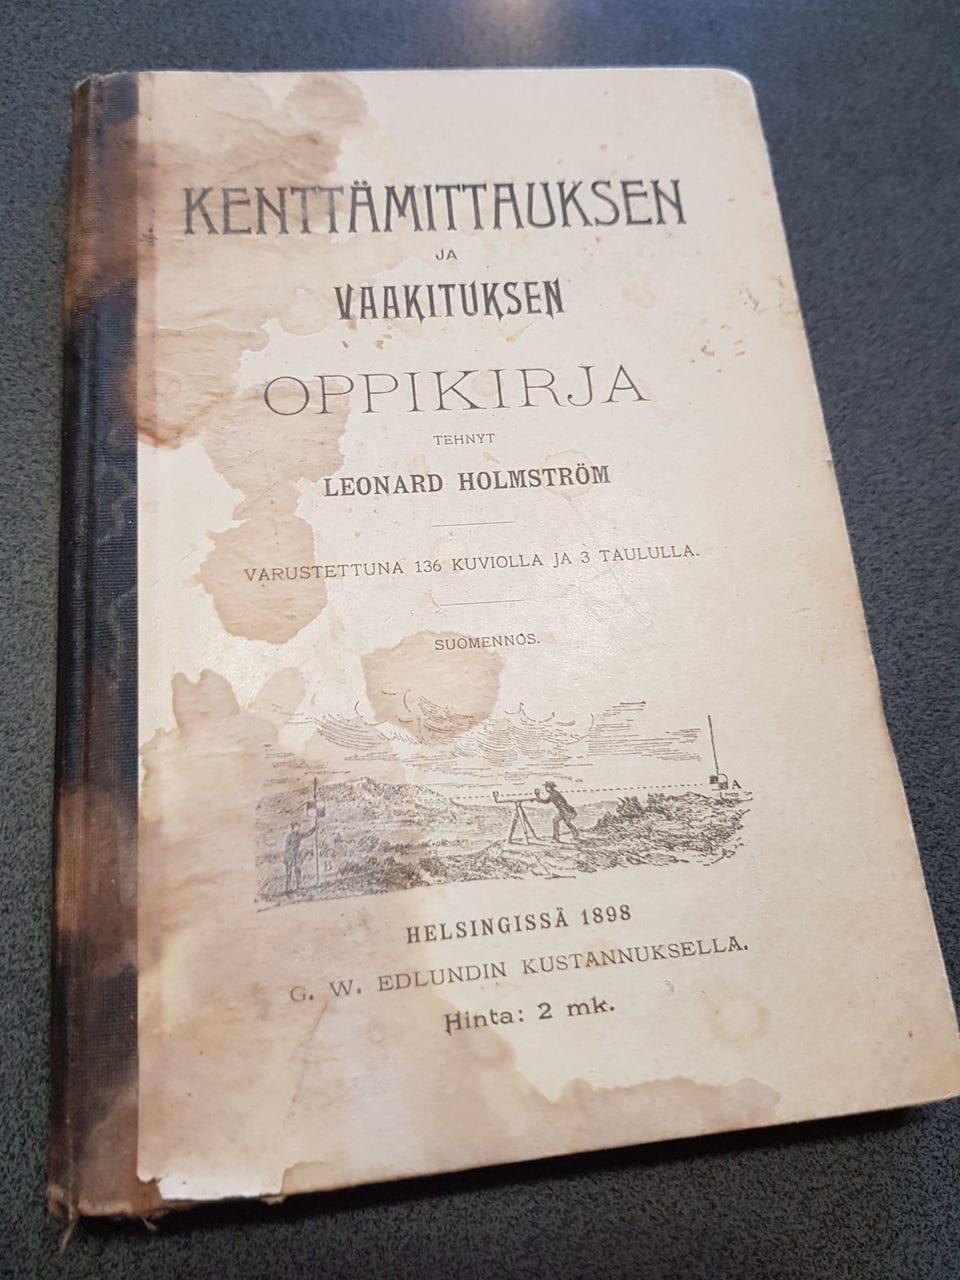 KENTTÄMITTAUKSEN
JA
VAAKITUKSEN
OPPIKIRJA
TEHNYT
LEONARD HOLMSTRÖM
VARUSTETTUNA 136 KUVIOLLA JA 3 TAULULLA.
SUOMENNOS.
A
B
HELSINGISSÄ 1898
G. W. EDLUNDIN KUSTANNUKSELLA.
Hinta: 2 mk.